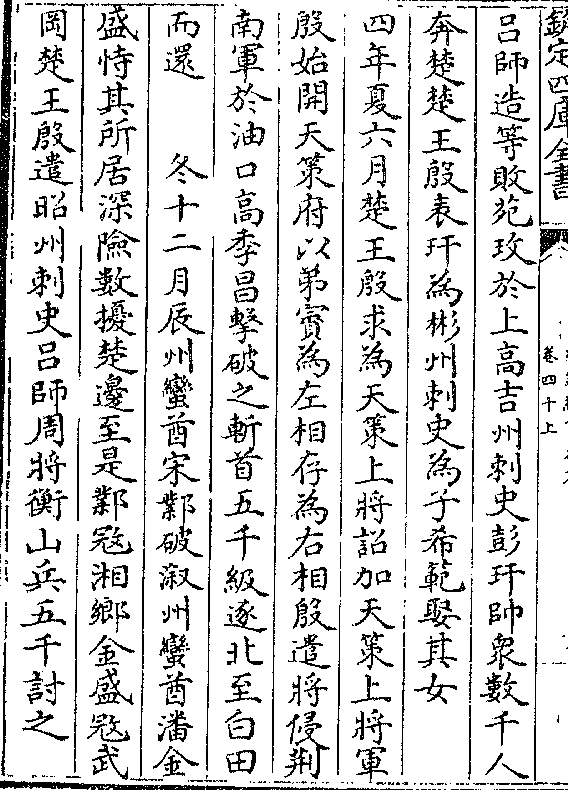 欽定四庫全書
卷四十上
呂師造等敗苑玫於上高吉州刺史彭玕帥衆數千人
奔楚楚王殷表玕為彬州刺史為子希範娶其女
四年夏六月楚王殷求為天策上將詔加天策上將軍
殷始開天策府以弟賨為左相存為右相殷遣將侵荆
南軍於油口高季昌擊破之斬首五千級逐北至白田
而還　冬十二月辰州蠻酋宋鄴破溆州蠻酋潘金
盛恃其所居深險數擾楚邊至是鄴宼湘鄉金盛宼武
岡楚王殷遣昭州刺史吕師周將衡山兵五千討之